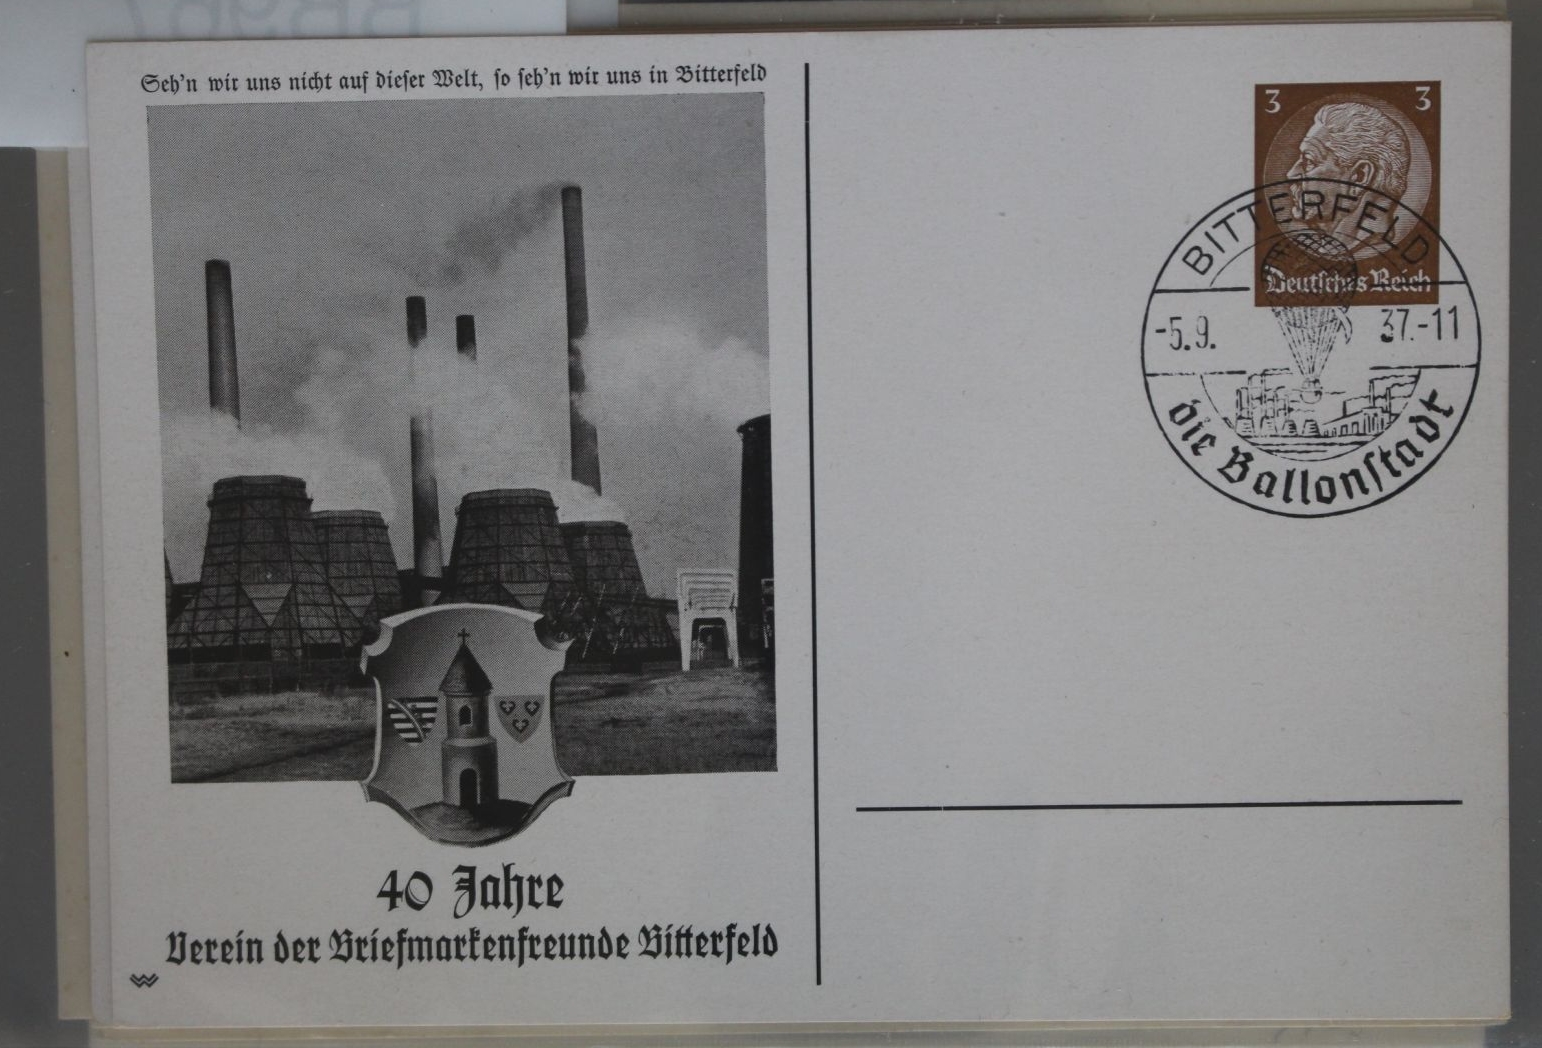 Seh'n wir uns nicht auf dieser Welt, so seh'n wir uns in Bitterfeld
40 Jahre
Verein der Briefmarkenfreunde Bitterfeld
3 3
Deutsches Reich
BITTERFELD
-5.9. 37.-11
die Ballonstadt